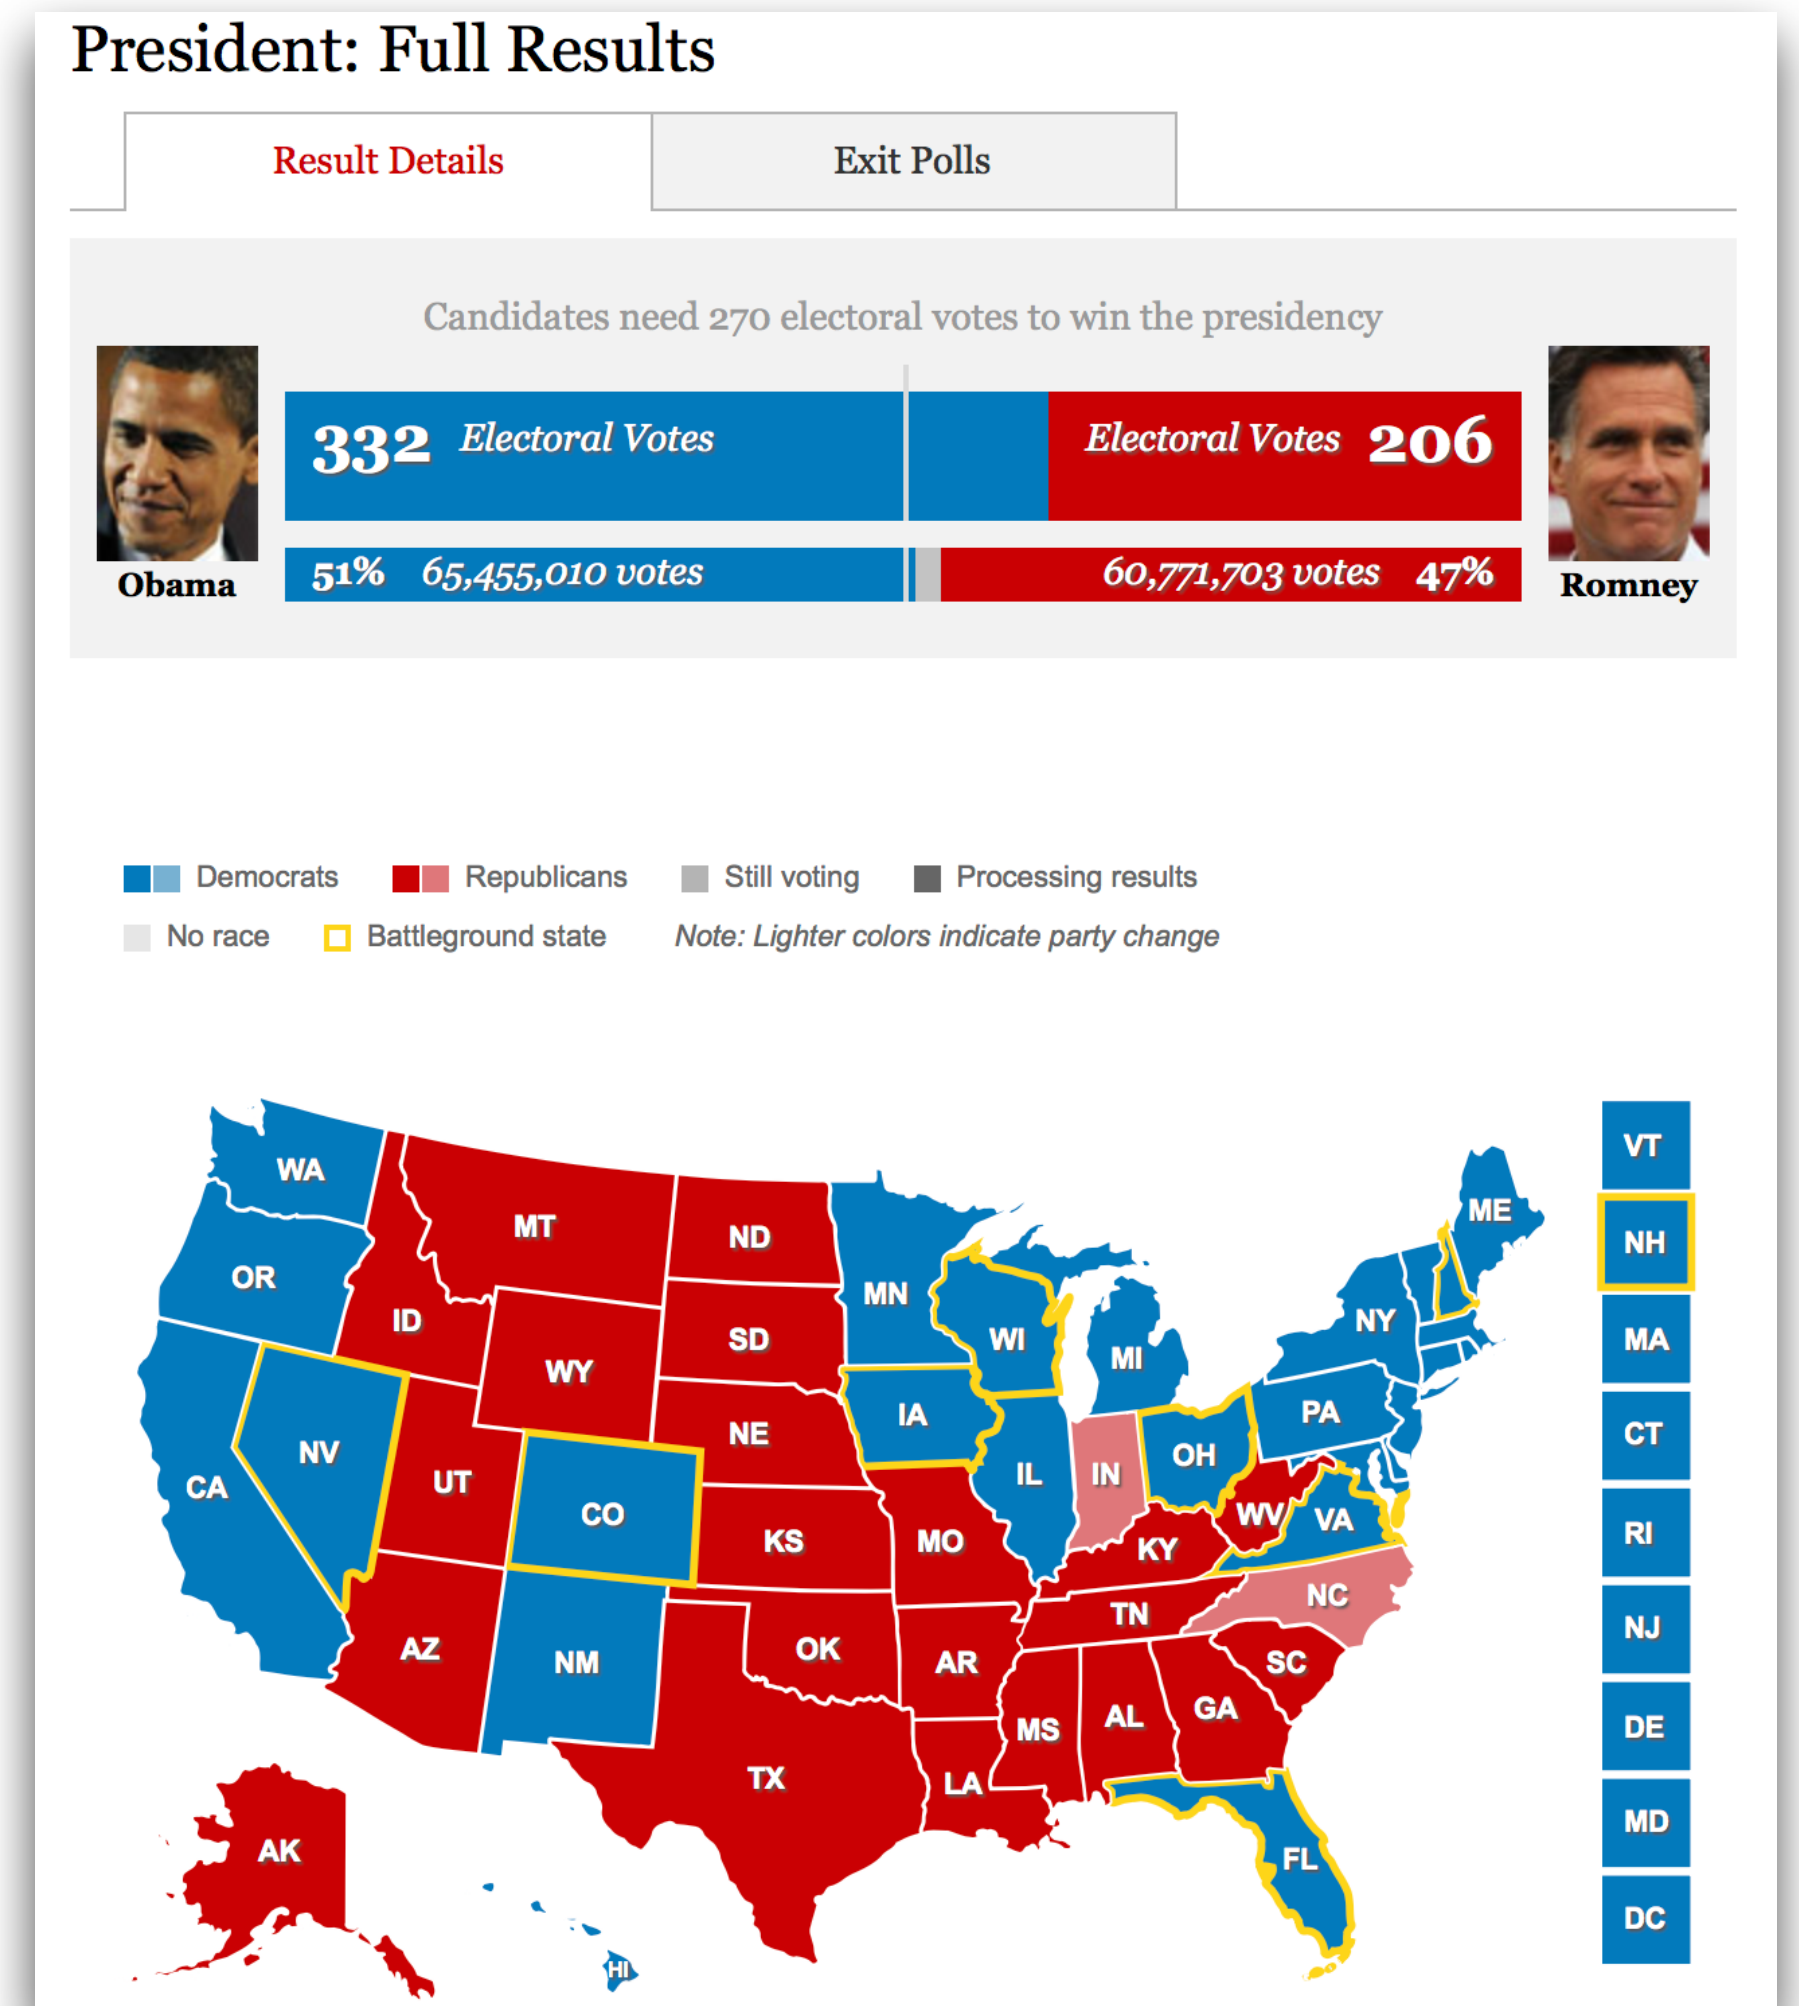 President: Full Results
Result Details
Exit Polls
Candidates need 270 electoral votes to win the presidency
332 Electoral Votes
Electoral Votes 206
51% 65,455,010 votes
60,771,703 votes 47%
Obama
Romney
Democrats
Republicans
Still voting
Processing results
No race
Battleground state
Note: Lighter colors indicate party change
WA
MT
ND
MN
ME
VT
OR
ID
SD
WI
NY
NH
WY
MI
MA
NV
NE
IA
PA
CT
CA
UT
CO
IL
IN
OH
KS
MO
KY
WV
VA
RI
AZ
NM
OK
AR
TN
NC
NJ
SC
MS
AL
GA
DE
TX
LA
MD
AK
FL
DC
HI